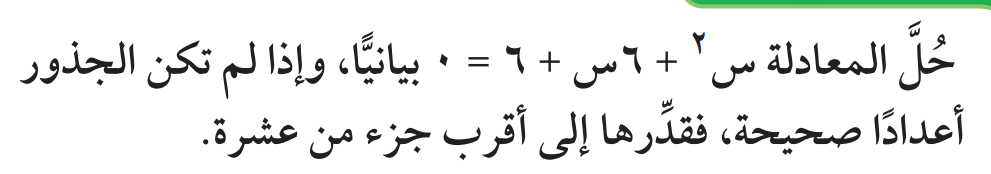 حُلَّ المعادلة س٢ + ٦س + ٦ = ٠ بيانيًّا، وإذا لم تكن الجذور
أعدادًا صحيحة، فقدِّرها إلى أقرب جزء من عشرة.